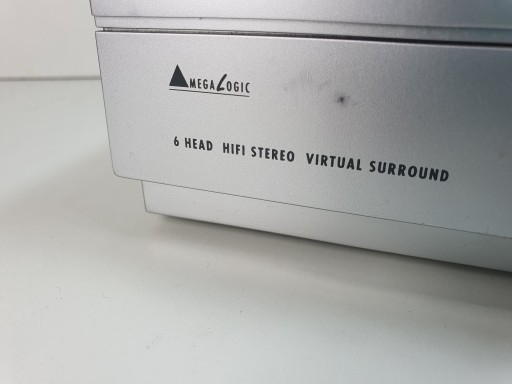 MEGALOGIC
6 HEAD HIFI STEREO VIRTUAL SURROUND